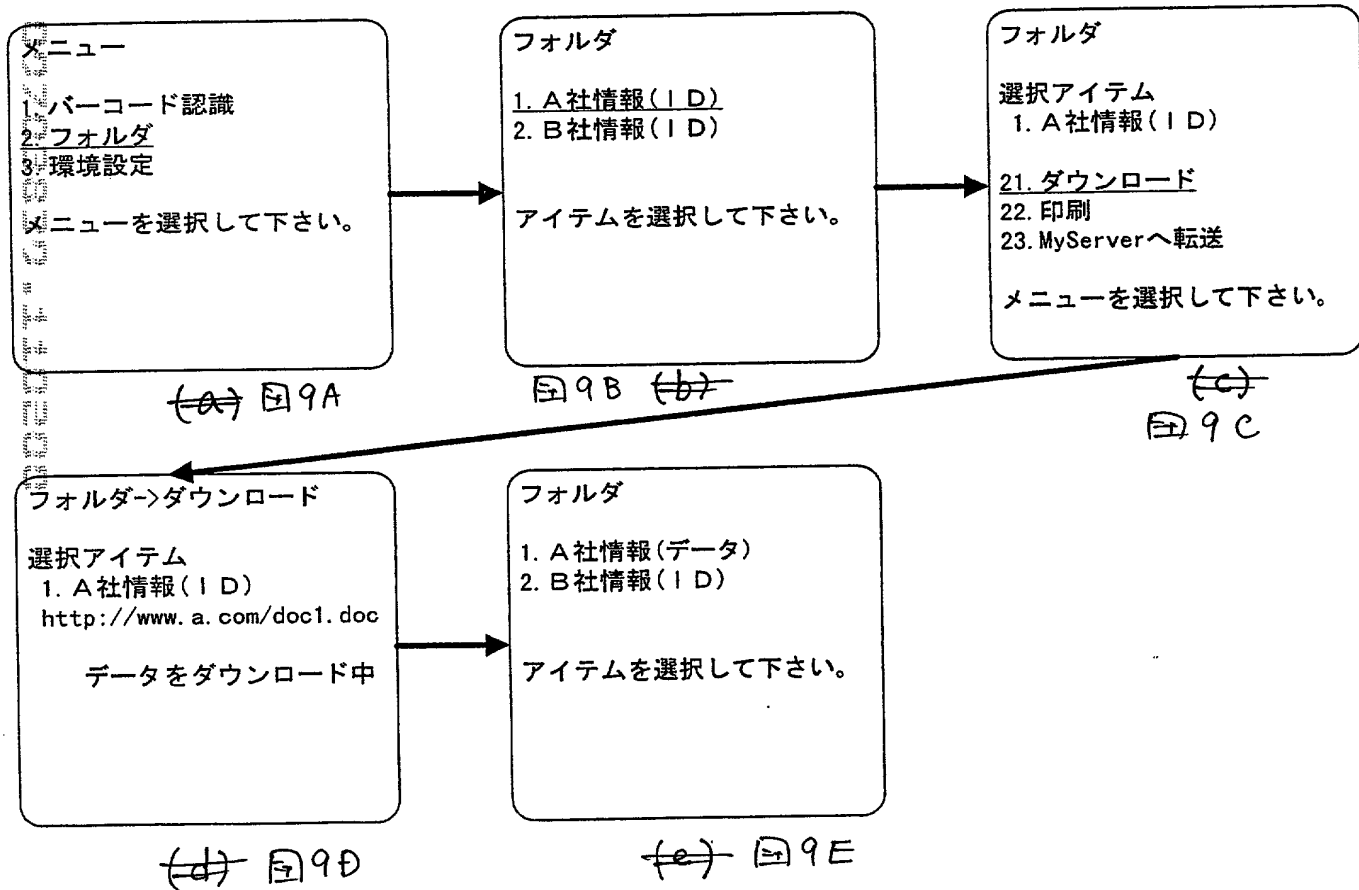 メニュー
1. バーコード認識
2. フォルダ
3. 環境設定
メニューを選択して下さい。
(a) 図9A
フォルダ
1. A社情報(ID)
2. B社情報(ID)
アイテムを選択して下さい。
図9B (b)
フォルダ
選択アイテム
1. A社情報(ID)
21. ダウンロード
22. 印刷
23. MyServerへ転送
メニューを選択して下さい。
(c)
図9C
フォルダ->ダウンロード
選択アイテム
1. A社情報(ID)
http://www.a.com/doc1.doc
データをダウンロード中
(d) 図9D
フォルダ
1. A社情報(データ)
2. B社情報(ID)
アイテムを選択して下さい。
(e) 図9E